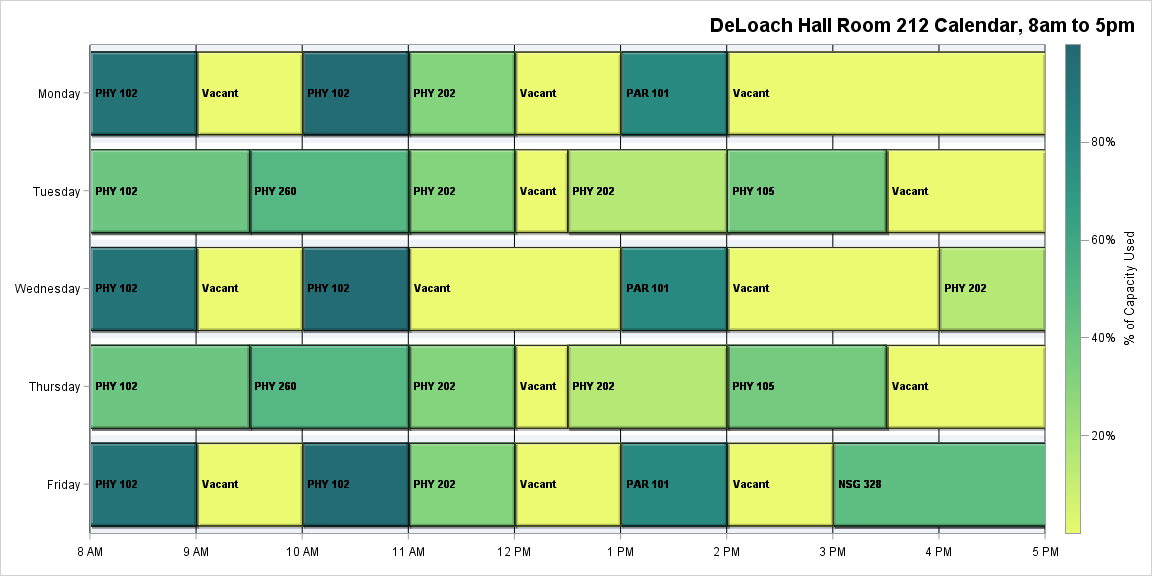 DeLoach Hall Room 212 Calendar, 8am to 5pm
Monday
PHY 102
Vacant
PHY 102
PHY 202
Vacant
PAR 101
Vacant
Tuesday
PHY 102
PHY 260
PHY 202
Vacant
PHY 202
PHY 105
Vacant
Wednesday
PHY 102
Vacant
PHY 102
Vacant
PAR 101
Vacant
PHY 202
Thursday
PHY 102
PHY 260
PHY 202
Vacant
PHY 202
PHY 105
Vacant
Friday
PHY 102
Vacant
PHY 102
PHY 202
Vacant
PAR 101
Vacant
NSG 328
8 AM
9 AM
10 AM
11 AM
12 PM
1 PM
2 PM
3 PM
4 PM
5 PM
80%
60%
40%
20%
% of Capacity Used